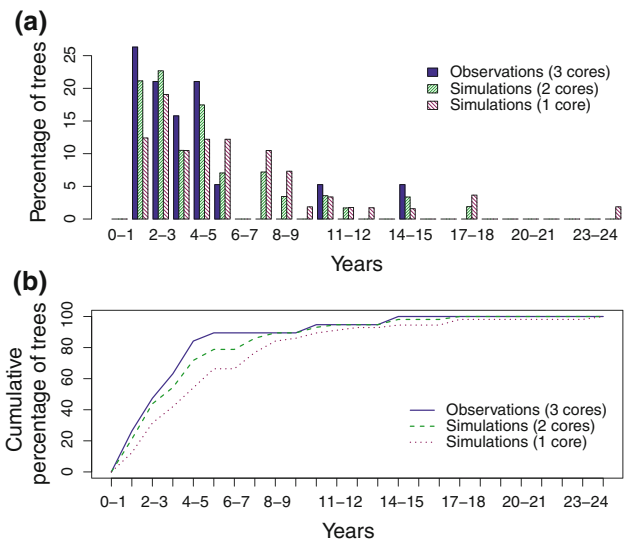 (a)
Percentage of trees
25
20
15
10
5
0
Observations (3 cores)
Simulations (2 cores)
Simulations (1 core)
0–1 2–3 4–5 6–7 8–9 11–12 14–15 17–18 20–21 23–24
Years
(b)
Cumulative
percentage of trees
100
80
60
40
20
0
Observations (3 cores)
Simulations (2 cores)
Simulations (1 core)
0–1 2–3 4–5 6–7 8–9 11–12 14–15 17–18 20–21 23–24
Years